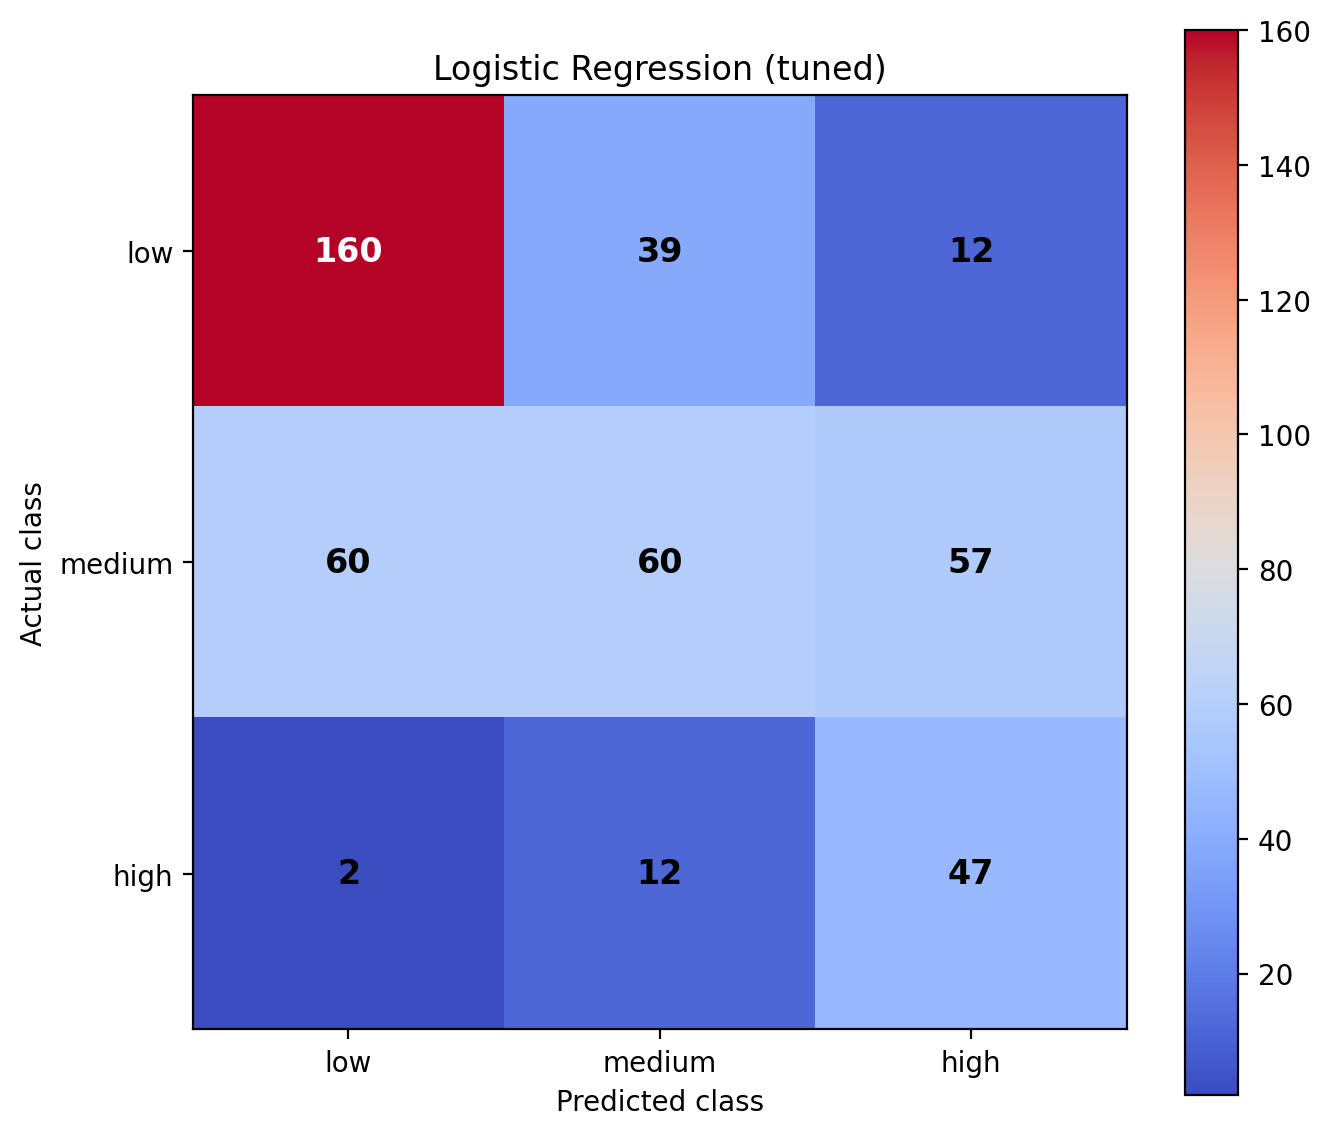 Logistic Regression (tuned)
160
140
120
100
80
60
40
20
Actual class
low
160 39 12
medium
60 60 57
high
2 12 47
low medium high
Predicted class